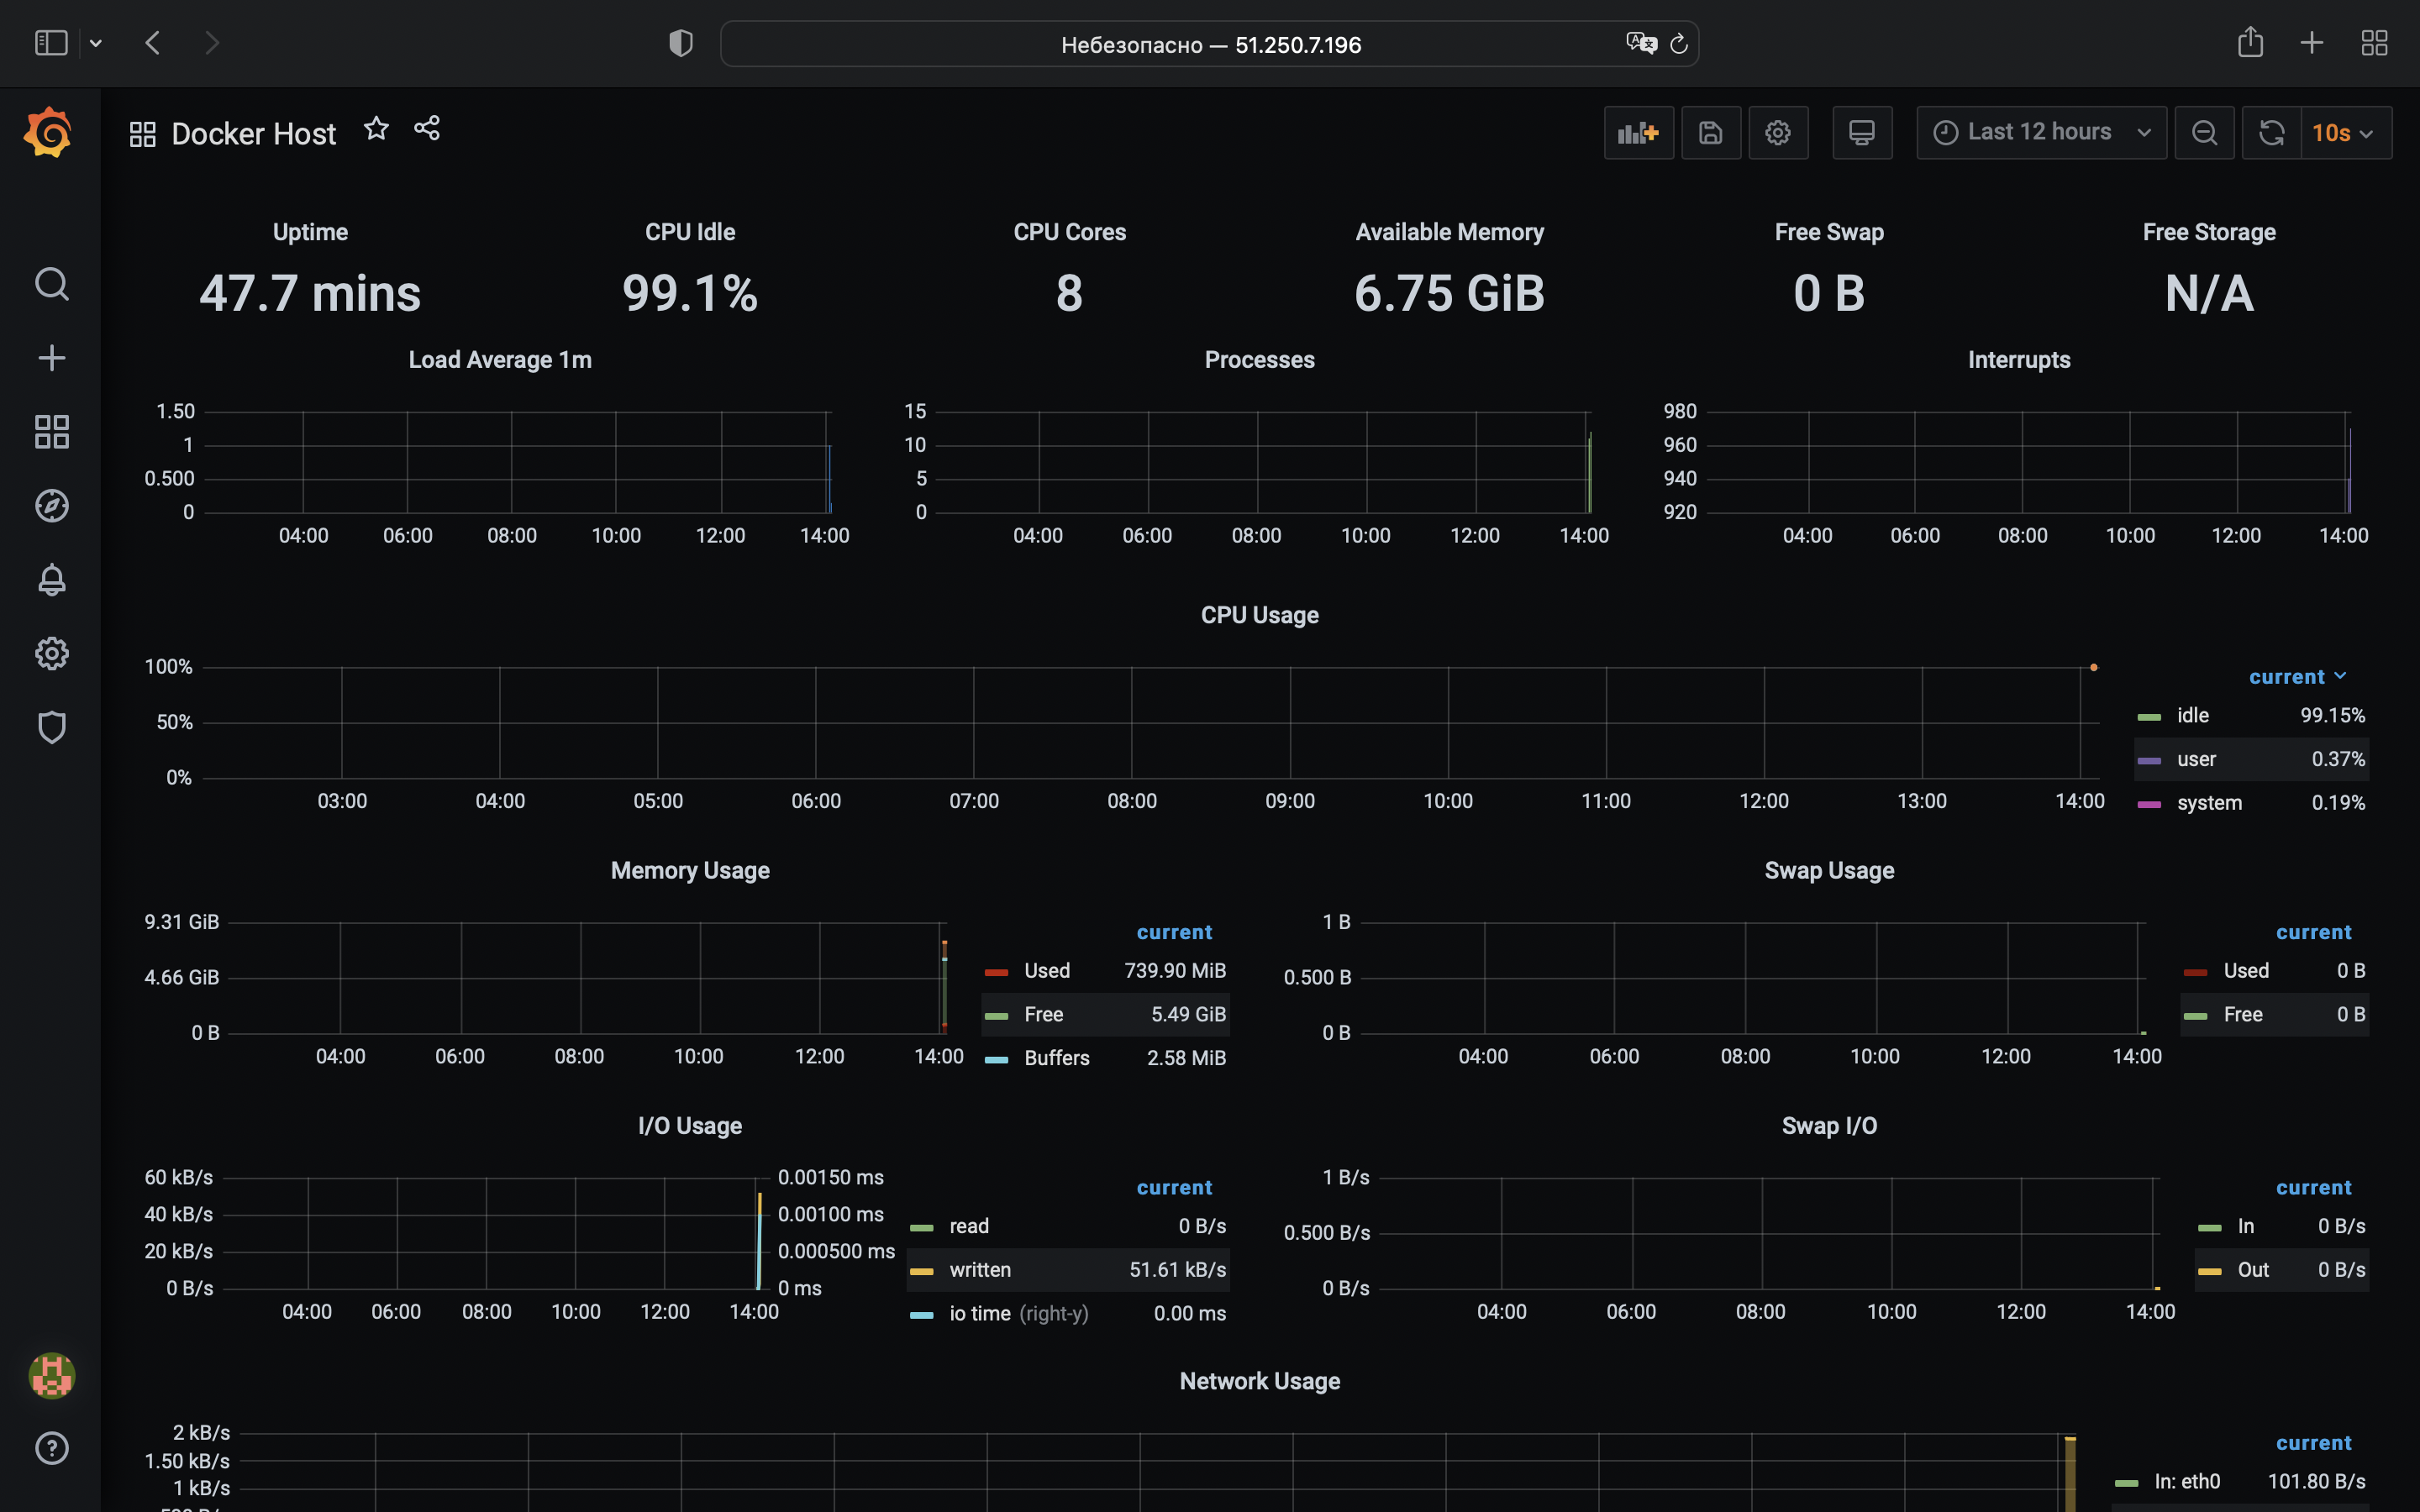 Небезопасно — 51.250.7.196
Docker Host
Last 12 hours
10s
Uptime CPU Idle CPU Cores Available Memory Free Swap Free Storage
47.7 mins 99.1% 8 6.75 GiB 0 B N/A
Load Average 1m
1.50
1
0.500
0
04:00 06:00 08:00 10:00 12:00 14:00
Processes
15
10
5
0
04:00 06:00 08:00 10:00 12:00 14:00
Interrupts
980
960
940
920
04:00 06:00 08:00 10:00 12:00 14:00
CPU Usage
100%
50%
0%
03:00 04:00 05:00 06:00 07:00 08:00 09:00 10:00 11:00 12:00 13:00 14:00
current
idle 99.15%
user 0.37%
system 0.19%
Memory Usage
9.31 GiB
4.66 GiB
0 B
04:00 06:00 08:00 10:00 12:00 14:00
current
Used 739.90 MiB
Free 5.49 GiB
Buffers 2.58 MiB
Swap Usage
1 B
0.500 B
0 B
04:00 06:00 08:00 10:00 12:00 14:00
current
Used 0 B
Free 0 B
I/O Usage
60 kB/s
40 kB/s
20 kB/s
0 B/s
0.00150 ms
0.00100 ms
0.000500 ms
0 ms
04:00 06:00 08:00 10:00 12:00 14:00
current
read 0 B/s
written 51.61 kB/s
io time (right-y) 0.00 ms
Swap I/O
1 B/s
0.500 B/s
0 B/s
04:00 06:00 08:00 10:00 12:00 14:00
current
In 0 B/s
Out 0 B/s
Network Usage
2 kB/s
1.50 kB/s
1 kB/s
current
In: eth0 101.80 B/s